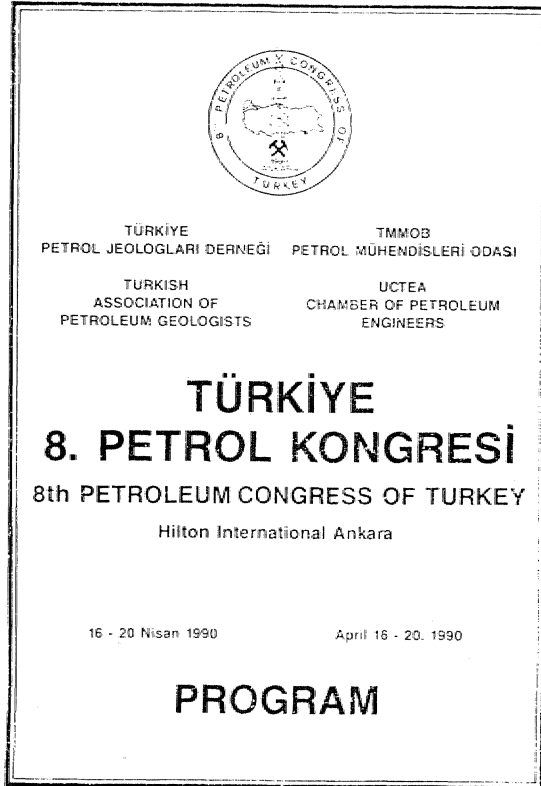 8th PETROLEUM CONGRESS OF
TURKEY
TÜRKİYE
PETROL JEOLOGLARI DERNEĞİ
TMMOB
PETROL MÜHENDİSLERİ ODASI
TURKISH
ASSOCIATION OF
PETROLEUM GEOLOGISTS
UCTEA
CHAMBER OF PETROLEUM
ENGINEERS
TÜRKİYE
8. PETROL KONGRESİ
8th PETROLEUM CONGRESS OF TURKEY
Hilton International Ankara
16 - 20 Nisan 1990
April 16 - 20. 1990
PROGRAM